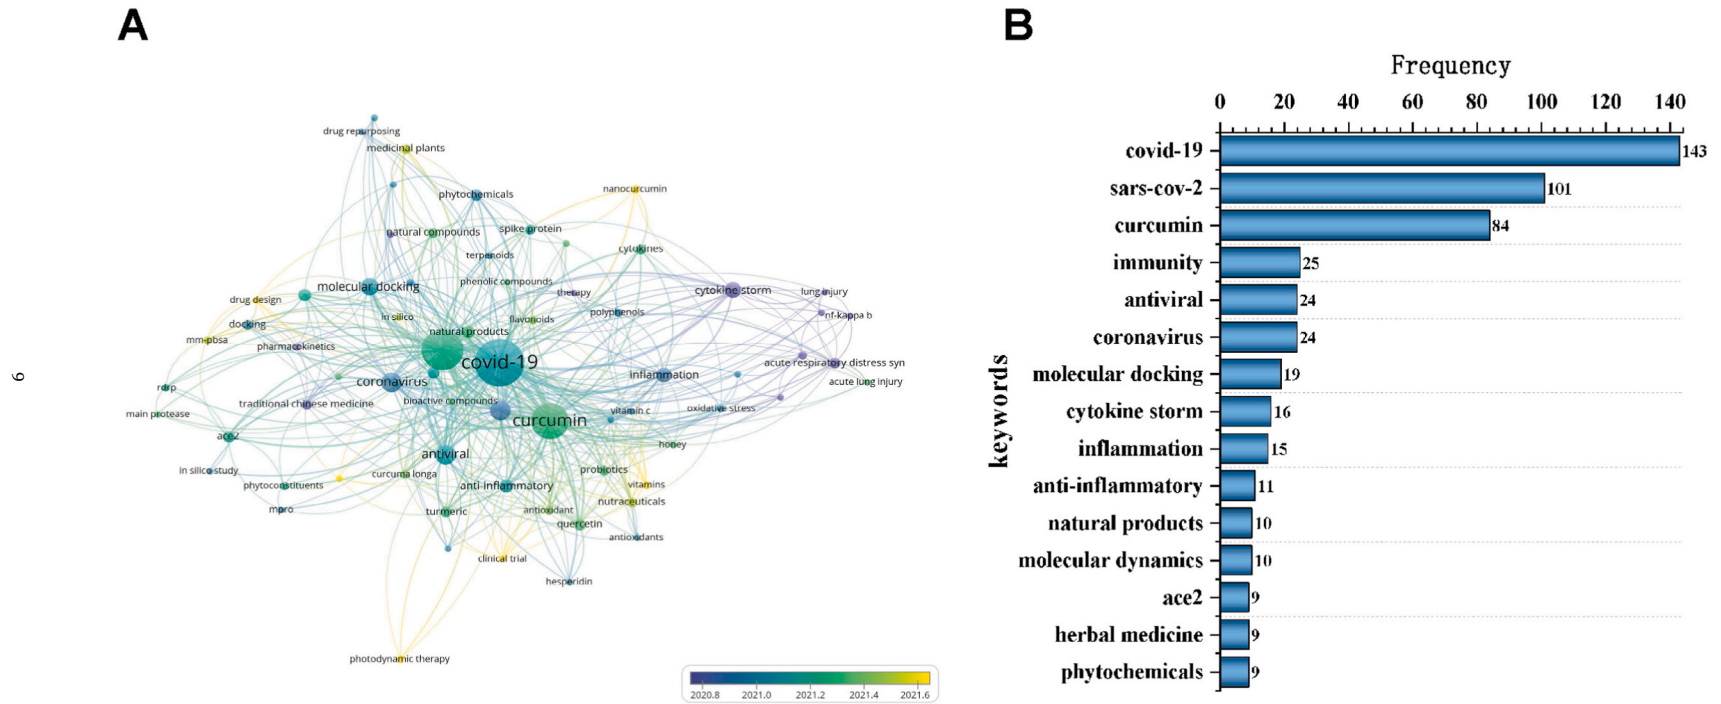 A
drug repurposing
medicinal plants
phytochemicals
nanocurcumin
natural compounds
spike protein
cytokines
terpenoids
phenolic compounds
molecular docking
therapy
cytokine storm
lung injury
drug design
in silico
flavonoids
polyphenols
nf-kappa b
docking
natural products
mm-pbsa
pharmacokinetics
covid-19
acute respiratory distress syn
coronavirus
inflammation
acute lung injury
rdrp
bioactive compounds
traditional chinese medicine
vitamin c
oxidative stress
main protease
curcumin
ace2
honey
antiviral
in silico study
curcuma longa
probiotics
phytoconstituents
anti-inflammatory
vitamins
mpro
turmeric
antioxidant
nutraceuticals
quercetin
antioxidants
clinical trial
hesperidin
photodynamic therapy
2020.8 2021.0 2021.2 2021.4 2021.6
9
B
Frequency
0 20 40 60 80 100 120 140
keywords
covid-19 143
sars-cov-2 101
curcumin 84
immunity 25
antiviral 24
coronavirus 24
molecular docking 19
cytokine storm 16
inflammation 15
anti-inflammatory 11
natural products 10
molecular dynamics 10
ace2 9
herbal medicine 9
phytochemicals 9